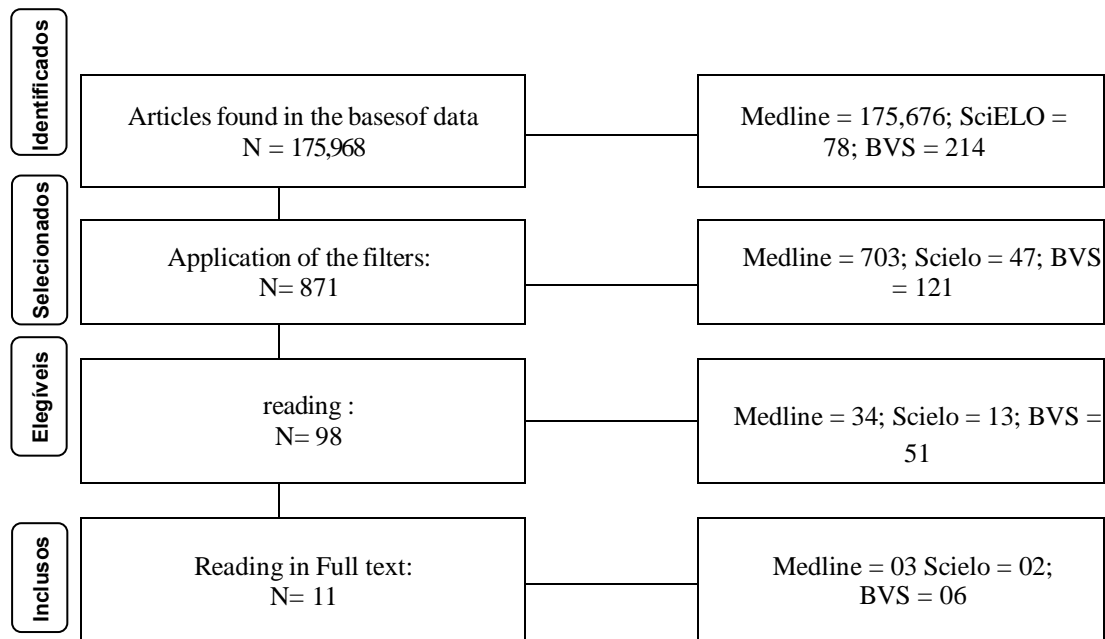 Identificados
Articles found in the basesof data
N = 175,968
Medline = 175,676; SciELO =
78; BVS = 214
Selecionados
Application of the filters:
N= 871
Medline = 703; Scielo = 47; BVS
= 121
Elegíveis
reading :
N= 98
Medline = 34; Scielo = 13; BVS =
51
Inclusos
Reading in Full text:
N= 11
Medline = 03 Scielo = 02;
BVS = 06